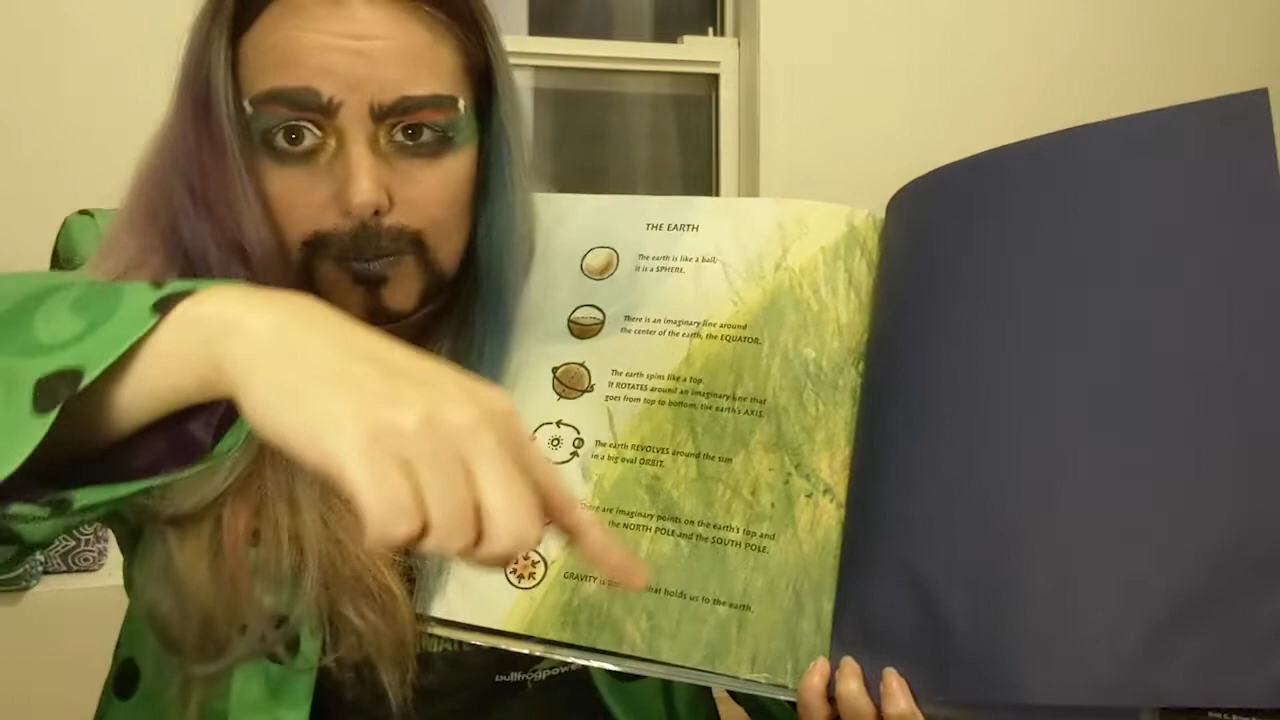 THE EARTH
The earth is like a ball;
it is a SPHERE.
There is an imaginary line around
the center of the earth, the EQUATOR.
The earth spins like a top.
It ROTATES around an imaginary line that
goes from top to bottom, the earth's AXIS.
The earth REVOLVES around the sun
in a big oval ORBIT.
There are imaginary points on the earth's top and
the NORTH POLE and the SOUTH POLE.
GRAVITY is that holds us to the earth.
bullfrogpower